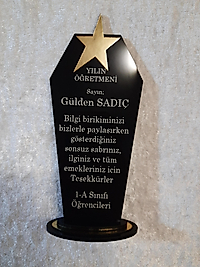 YILIN
ÖĞRETMENİ
Sayın;
Gülden SADIÇ
Bilgi birikiminizi
bizlerle paylaşırken
gösterdiğiniz
sonsuz sabrınız,
ilginiz ve tüm
emekleriniz için
Teşekkürler
1-A Sınıfı
Öğrencileri